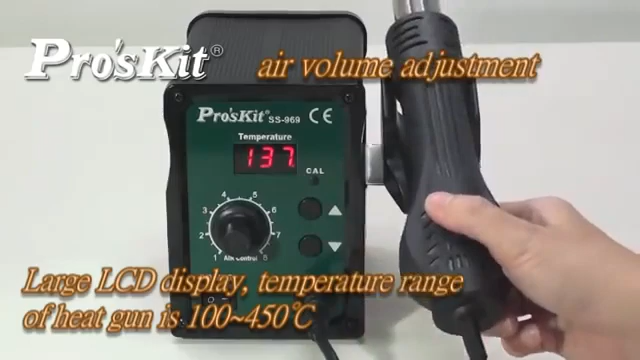 Pro'sKit®
air volume adjustment
Pro'sKit® SS-969 CE
Temperature
137.
CAL
4 5
3 6
2 7
1 Air Control 8
Large LCD display, temperature range
of heat gun is 100~450℃